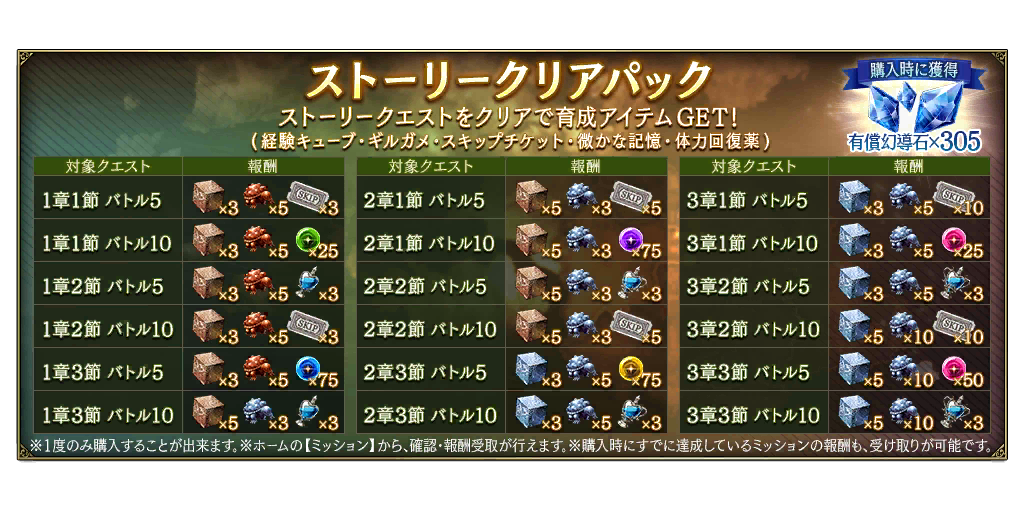 ストーリークリアパック
購入時に獲得
ストーリークエストをクリアで育成アイテムGET!
(経験キューブ・ギルガメ・スキップチケット・微かな記憶・体力回復薬)
有償幻導石×305
対象クエスト 報酬 対象クエスト 報酬 対象クエスト 報酬
1章1節 バトル5 ×3 ×5 SKIP ×3 2章1節 バトル5 ×5 ×3 SKIP ×5 3章1節 バトル5 ×3 ×5 SKIP ×10
1章1節 バトル10 ×3 ×5 ×25 2章1節 バトル10 ×5 ×3 ×75 3章1節 バトル10 ×3 ×5 ×25
1章2節 バトル5 ×3 ×5 ×3 2章2節 バトル5 ×5 ×3 ×3 3章2節 バトル5 ×3 ×5 ×3
1章2節 バトル10 ×3 ×5 SKIP ×3 2章2節 バトル10 ×5 ×5 SKIP ×5 3章2節 バトル10 ×5 ×10 SKIP ×10
1章3節 バトル5 ×3 ×5 ×75 2章3節 バトル5 ×3 ×5 ×75 3章3節 バトル5 ×5 ×10 ×50
1章3節 バトル10 ×5 ×3 ×3 2章3節 バトル10 ×3 ×5 ×3 3章3節 バトル10 ×5 ×10 ×3
※1度のみ購入することが出来ます。※ホームの【ミッション】から、確認・報酬受取が行えます。※購入時にすでに達成しているミッションの報酬も、受け取りが可能です。